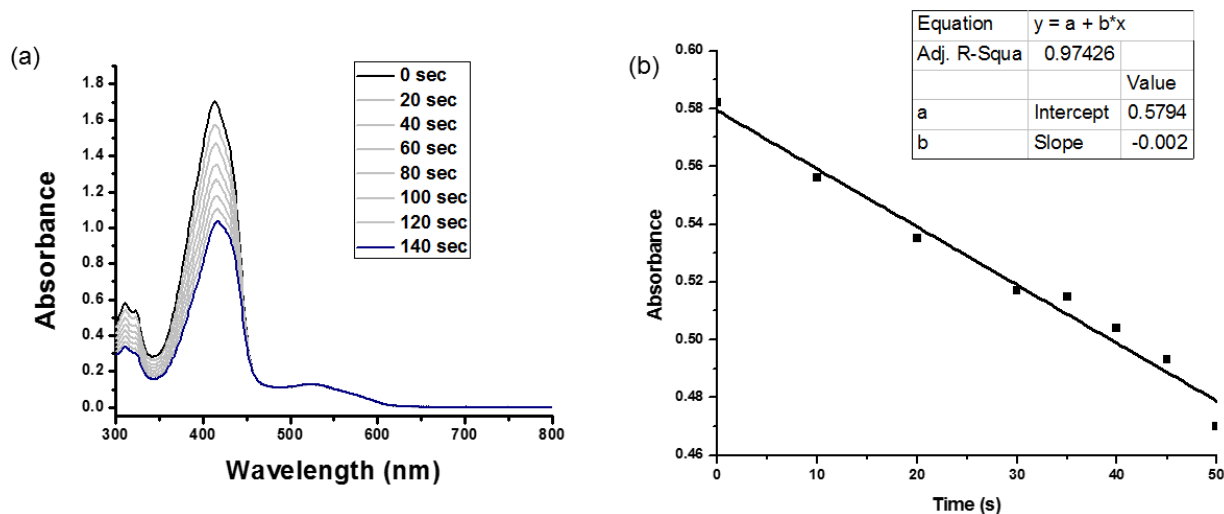 (a)
Absorbance
1.8
1.6
1.4
1.2
1.0
0.8
0.6
0.4
0.2
0.0
300 400 500 600 700 800
Wavelength (nm)
0 sec
20 sec
40 sec
60 sec
80 sec
100 sec
120 sec
140 sec
(b)
Equation y = a + b*x
Adj. R-Squa 0.97426
Value
a Intercept 0.5794
b Slope -0.002
Absorbance
0.60
0.58
0.56
0.54
0.52
0.50
0.48
0.46
0 10 20 30 40 50
Time (s)